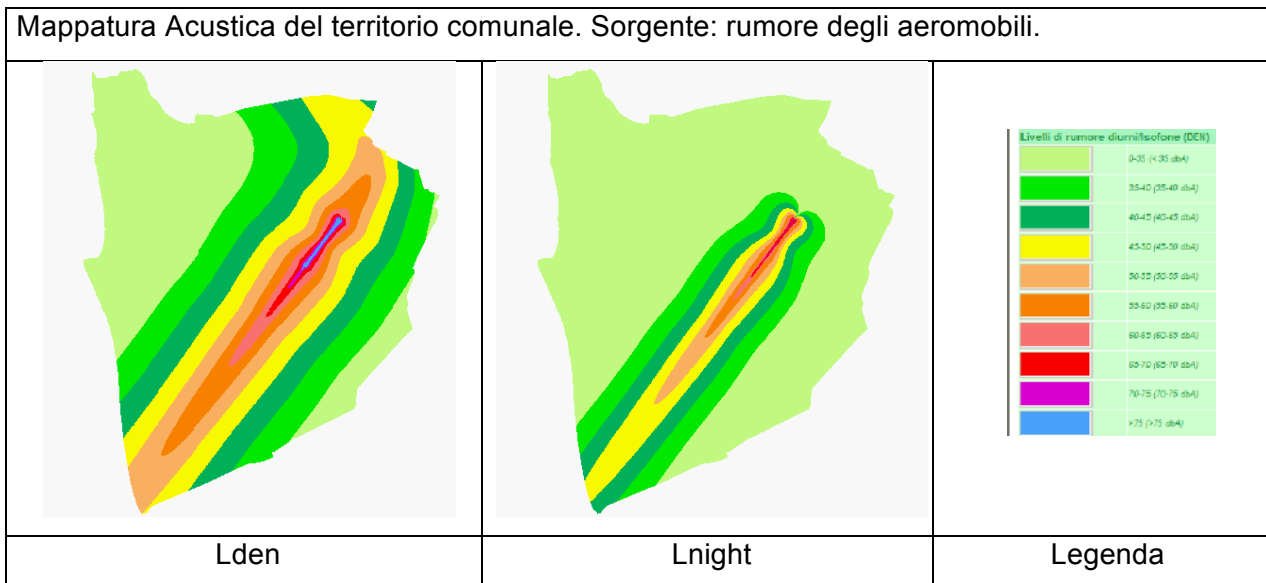 Mappatura Acustica del territorio comunale. Sorgente: rumore degli aeromobili.
Livelli di rumore diurni/Isofone (DEN)
0-35 (<35 dbA)
35-40 (35-40 dbA)
40-45 (40-45 dbA)
45-50 (45-50 dbA)
50-55 (50-55 dbA)
55-60 (55-60 dbA)
60-65 (60-65 dbA)
65-70 (65-70 dbA)
70-75 (70-75 dbA)
>75 (>75 dbA)
Lden
Lnight
Legenda